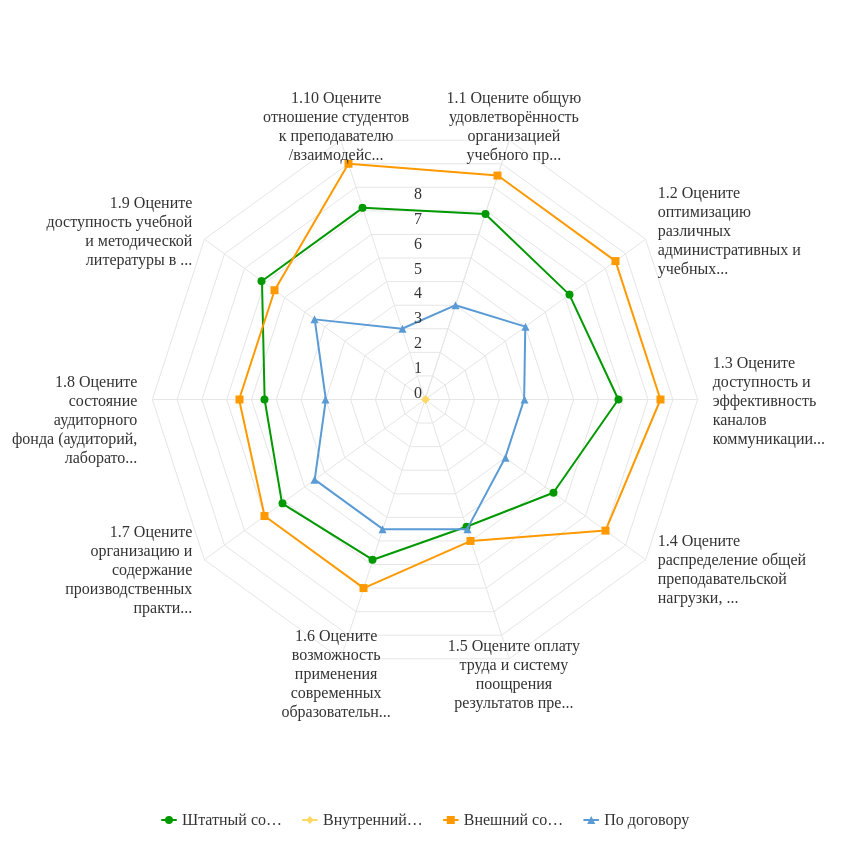 1.10 Оцените
отношение студентов
к преподавателю
/взаимодейс...
1.1 Оцените общую
удовлетворённость
организацией
учебного пр...
1.2 Оцените
оптимизацию
различных
административных и
учебных...
1.3 Оцените
доступность и
эффективность
каналов
коммуникации...
1.4 Оцените
распределение общей
преподавательской
нагрузки, ...
1.5 Оцените оплату
труда и систему
поощрения
результатов пре...
1.6 Оцените
возможность
применения
современных
образовательн...
1.7 Оцените
организацию и
содержание
производственных
практи...
1.8 Оцените
состояние
аудиторного
фонда (аудиторий,
лаборато...
1.9 Оцените
доступность учебной
и методической
литературы в ...
8
7
6
5
4
3
2
1
0
Штатный со...
Внутренний...
Внешний со...
По договору